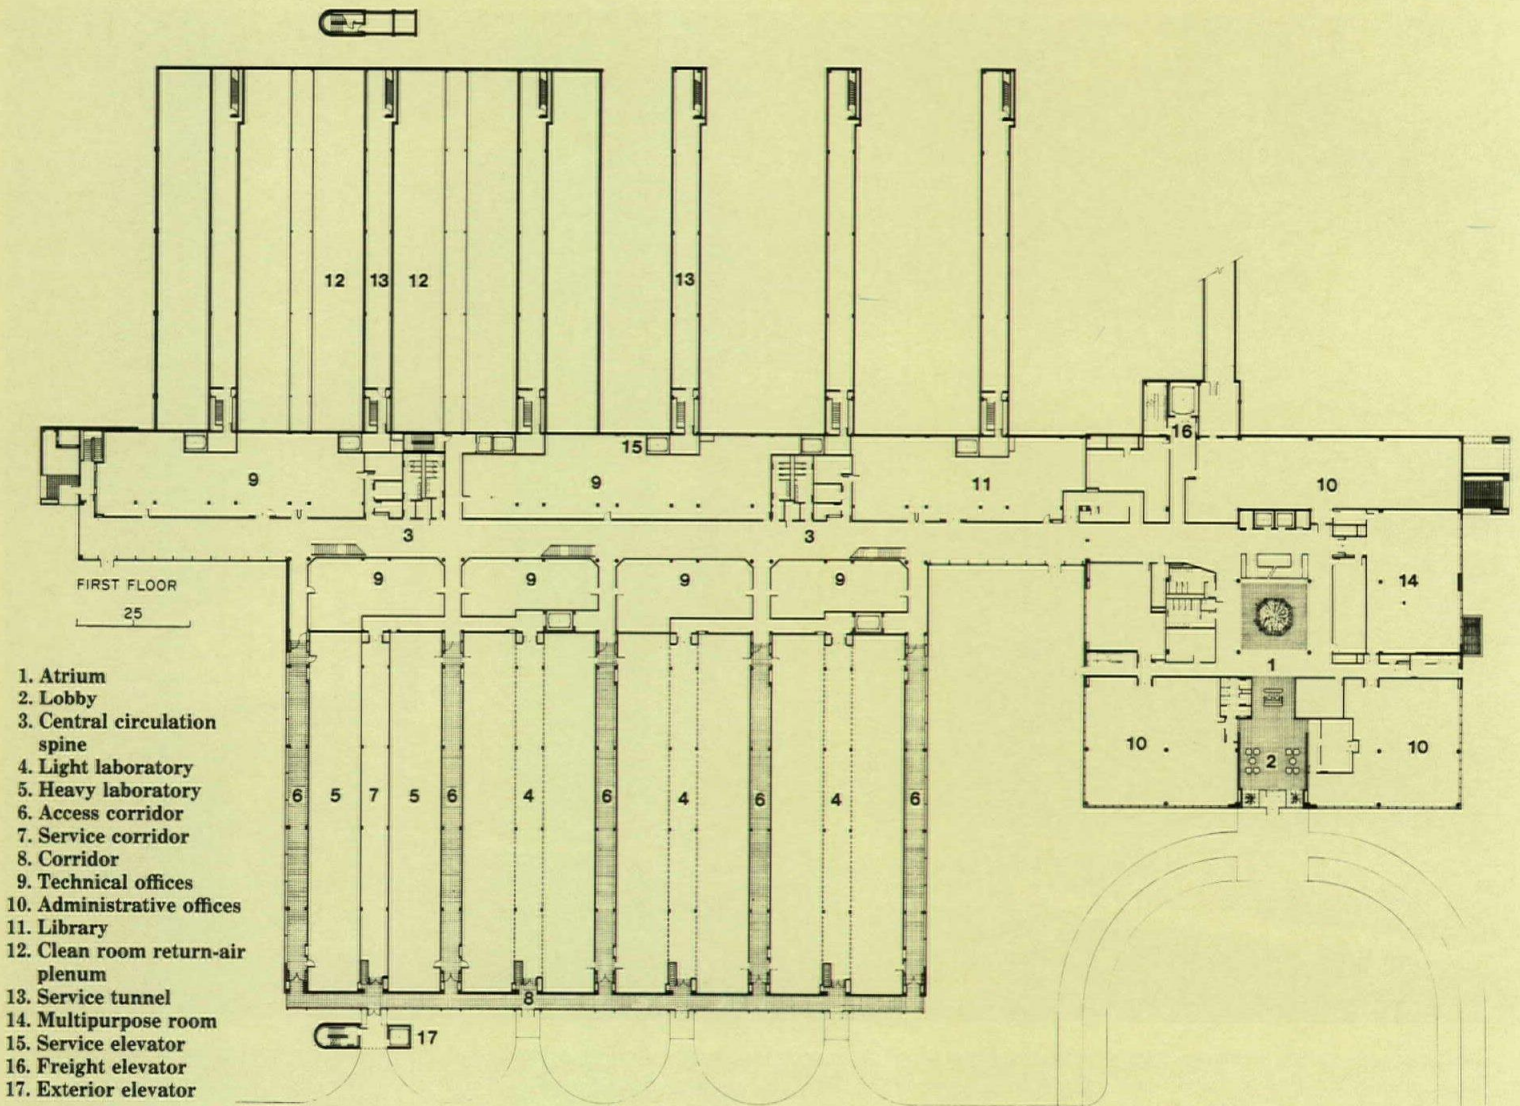 12
13
12
13
15
16
9
9
11
10
3
3
9
9
9
9
14
FIRST FLOOR
25
1
1. Atrium
2. Lobby
3. Central circulation
spine
4. Light laboratory
5. Heavy laboratory
6. Access corridor
7. Service corridor
8. Corridor
9. Technical offices
10. Administrative offices
11. Library
12. Clean room return-air
plenum
13. Service tunnel
14. Multipurpose room
15. Service elevator
16. Freight elevator
17. Exterior elevator
10
2
10
6
5
7
5
6
4
6
4
6
4
6
8
17